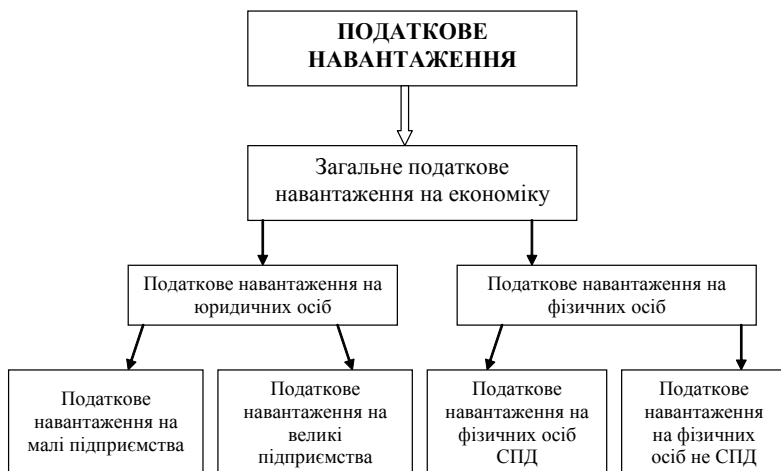 ПОДАТКОВЕ
НАВАНТАЖЕННЯ
Загальне податкове
навантаження на економіку
Податкове навантаження на
юридичних осіб
Податкове навантаження на
фізичних осіб
Податкове
навантаження на
малі підприємства
Податкове
навантаження на
великі
підприємства
Податкове
навантаження на
фізичних осіб
СПД
Податкове
навантаження
на фізичних
осіб не СПД